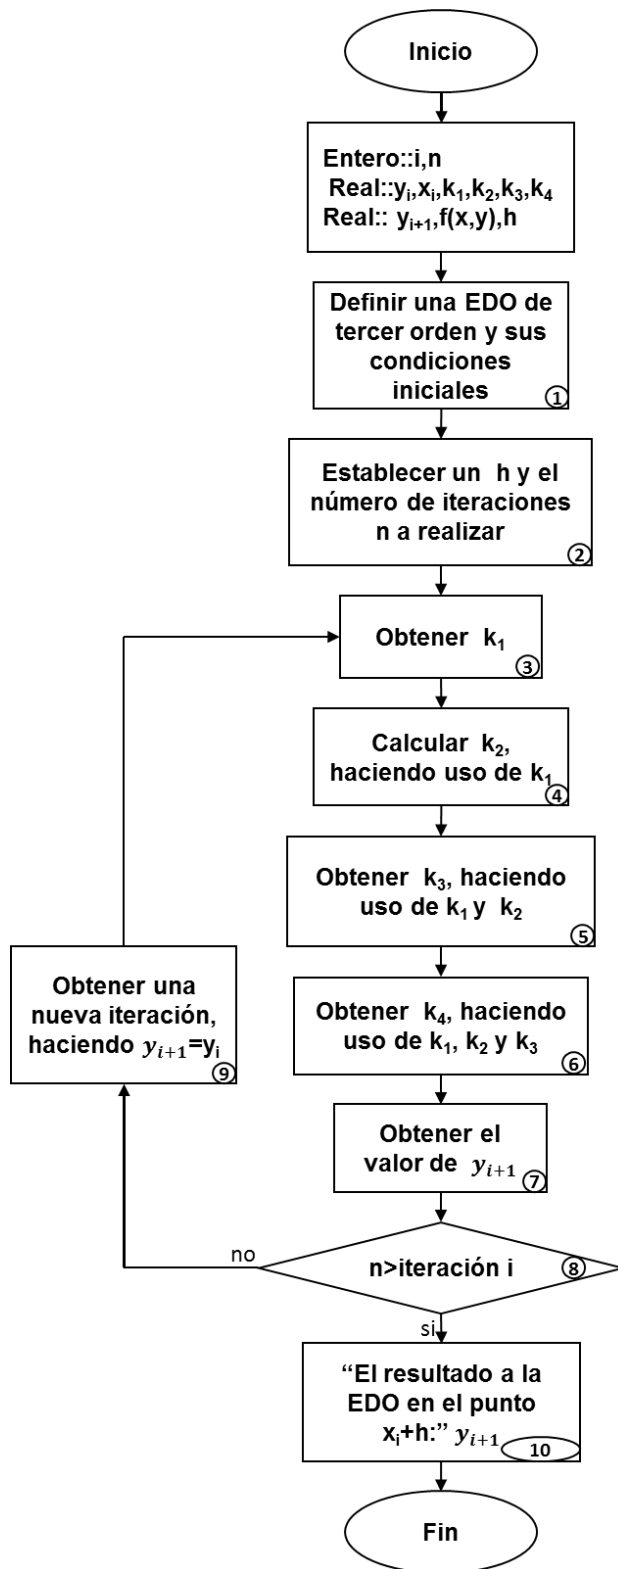 Inicio
Entero::i,n
Real::yᵢ,xᵢ,k₁,k₂,k₃,k₄
Real:: yᵢ₊₁,f(x,y),h
Definir una EDO de
tercer orden y sus
condiciones
iniciales
1
Establecer un h y el
número de iteraciones
n a realizar
2
Obtener k₁
3
Calcular k₂,
haciendo uso de k₁
4
Obtener k₃, haciendo
uso de k₁ y k₂
5
Obtener k₄, haciendo
uso de k₁, k₂ y k₃
6
Obtener una
nueva iteración,
haciendo yᵢ₊₁=yᵢ
9
Obtener el
valor de yᵢ₊₁
7
no
n>iteración i
8
si
“El resultado a la
EDO en el punto
xᵢ+h:” yᵢ₊₁
10
Fin